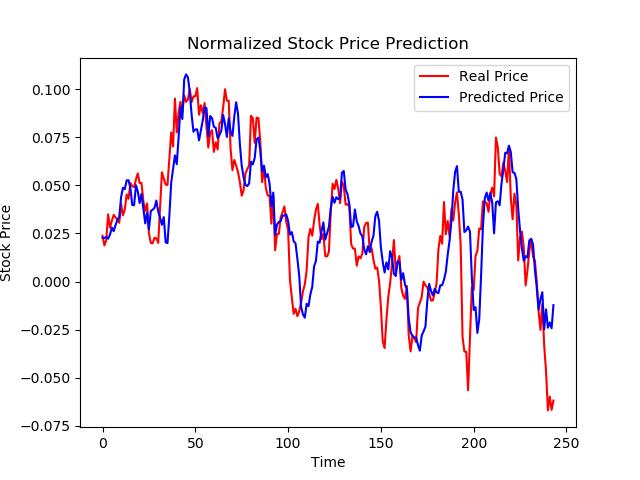 Normalized Stock Price Prediction
Real Price
Predicted Price
0.100
0.075
0.050
0.025
0.000
−0.025
−0.050
−0.075
Stock Price
0 50 100 150 200 250
Time